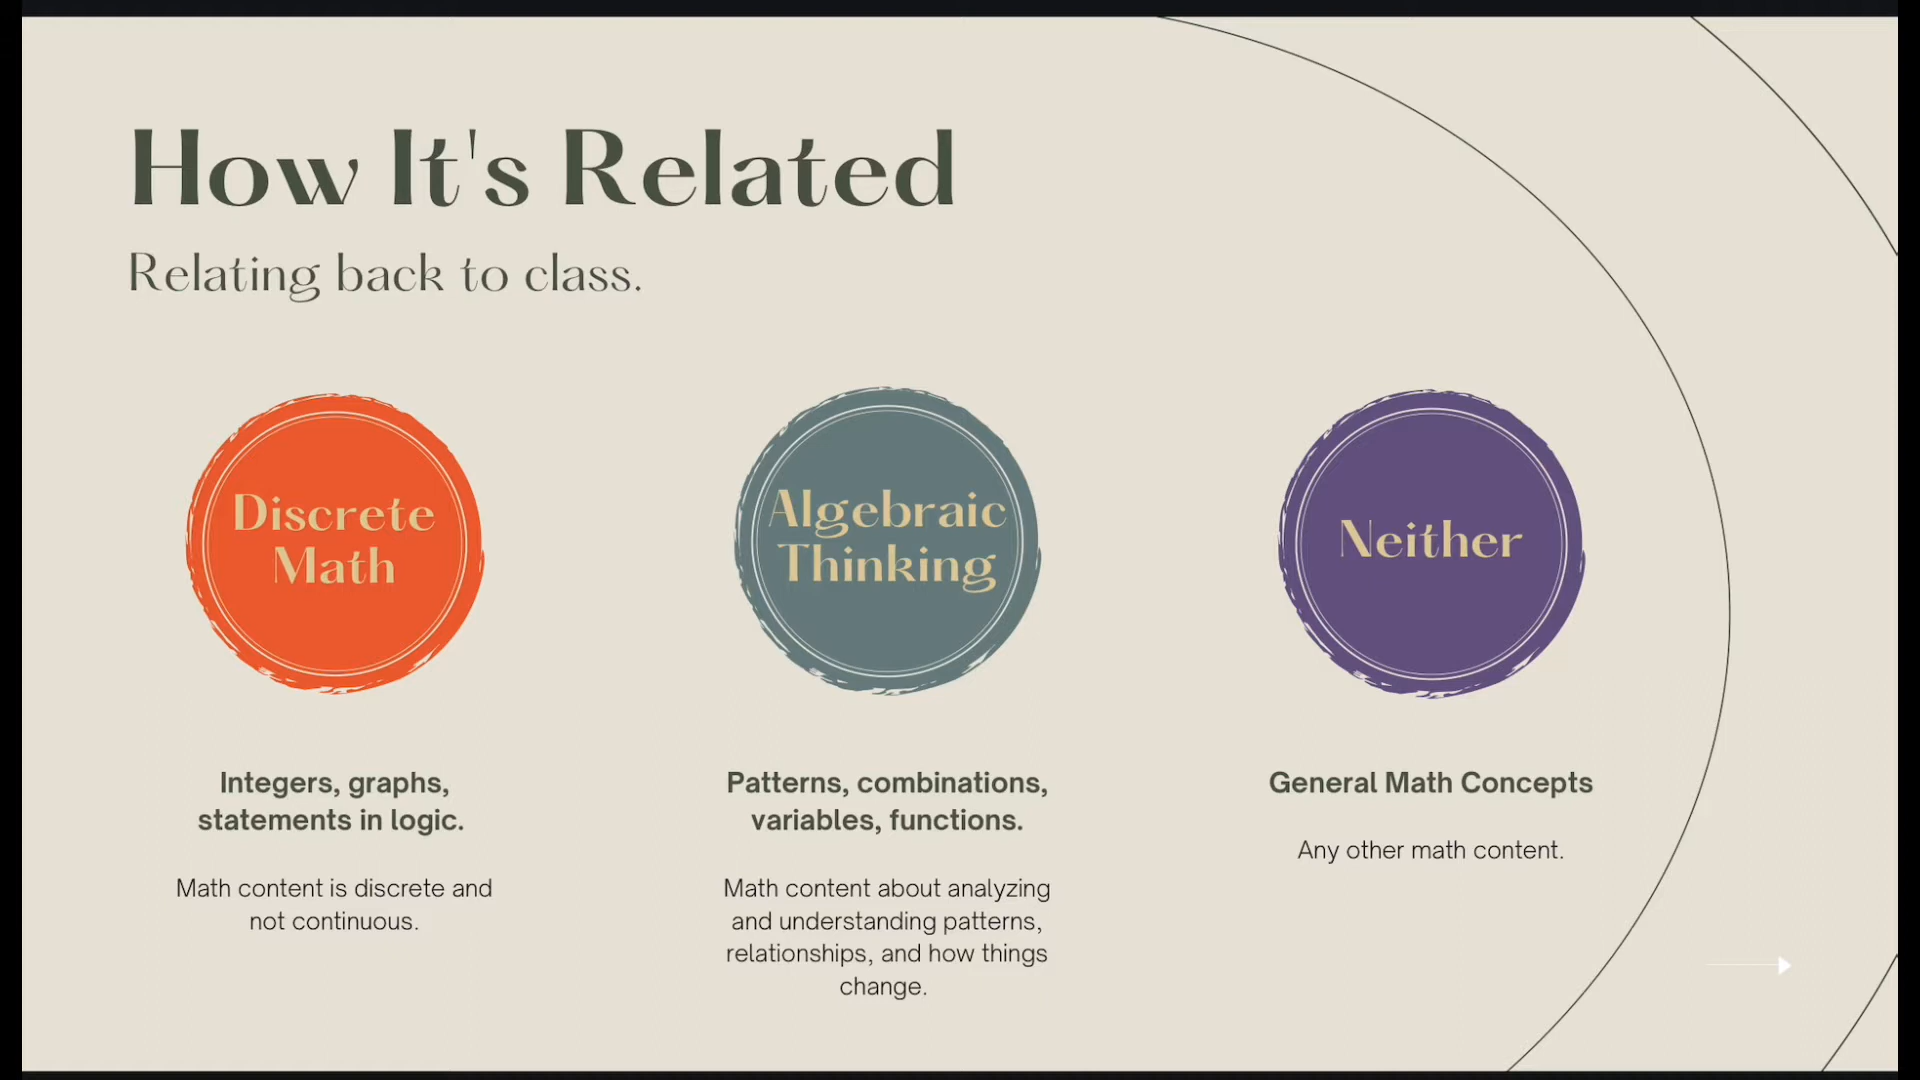 How It's Related
Relating back to class.
Discrete
Math
Integers, graphs,
statements in logic.
Math content is discrete and
not continuous.
Algebraic
Thinking
Patterns, combinations,
variables, functions.
Math content about analyzing
and understanding patterns,
relationships, and how things
change.
Neither
General Math Concepts
Any other math content.